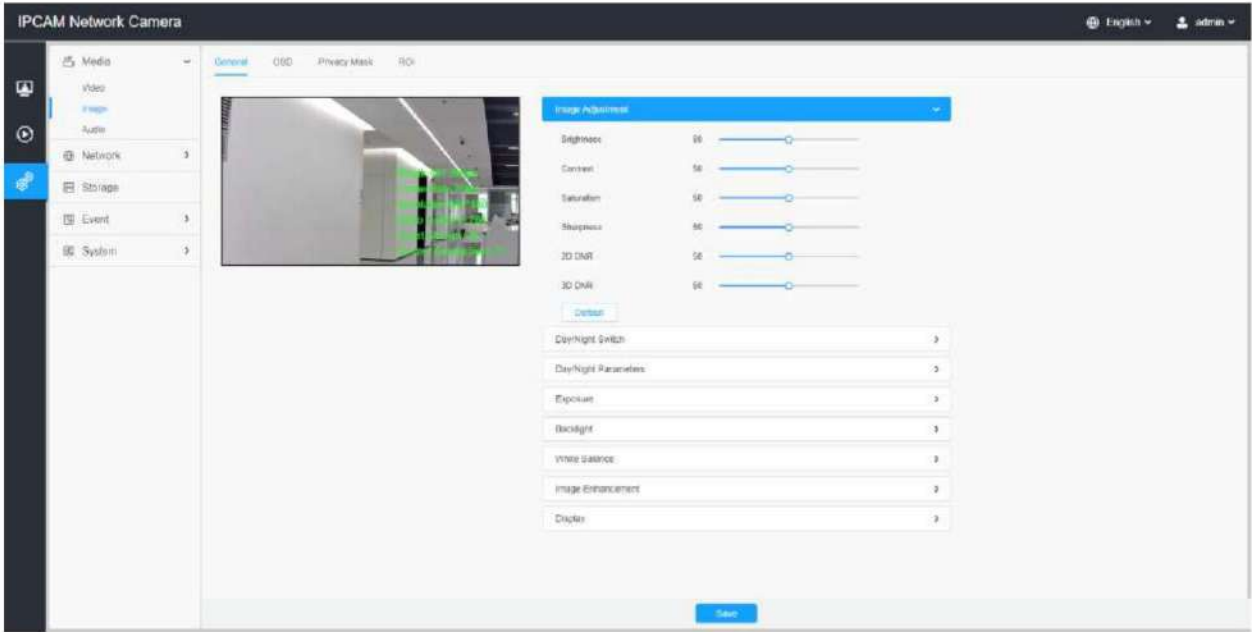 IPCAM Network Camera
English
admin
Media
Video
Image
Audio
Network
Storage
Event
System
General OSD Privacy Mask ROI
Image Adjustment
Brightness 50
Contrast 50
Saturation 50
Sharpness 50
2D DNR 50
3D DNR 50
Default
Day/Night Switch
Day/Night Parameters
Exposure
Backlight
White Balance
Image Enhancement
Display
Save